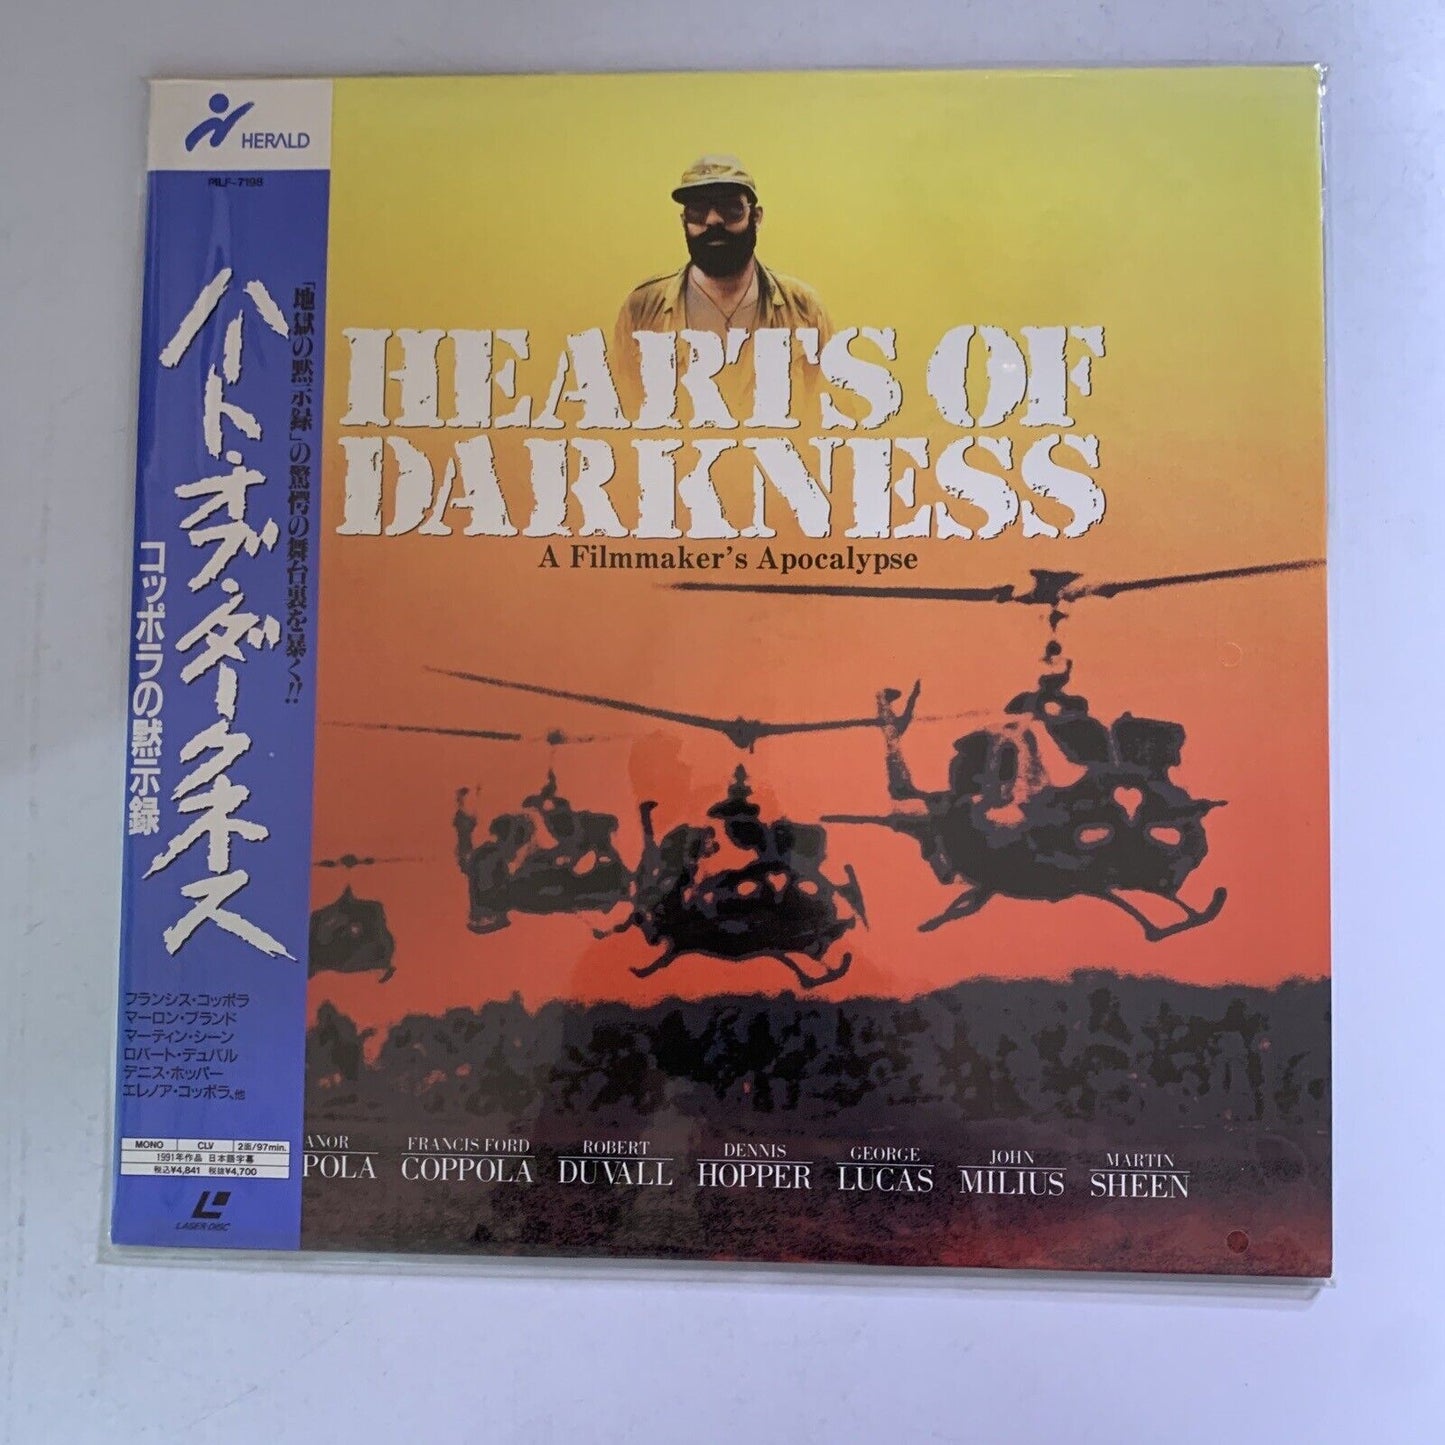 HERALD
PILF-7198
「地獄の黙示録」の驚愕の舞台裏を暴く!!
ハート・オブ・ダークネス
コッポラの黙示録
フランシス・コッポラ
マーロン・ブランド
マーティン・シーン
ロバート・デュバル
デニス・ホッパー
エレノア・コッポラ、他
MONO CLV 2面/97min.
1991年作品 日本語字幕
税込¥4,841 税抜¥4,700
LASER DISC
HEARTS OF
DARKNESS
A Filmmaker's Apocalypse
ANOR
POLA
FRANCIS FORD
COPPOLA
ROBERT
DUVALL
DENNIS
HOPPER
GEORGE
LUCAS
JOHN
MILIUS
MARTIN
SHEEN